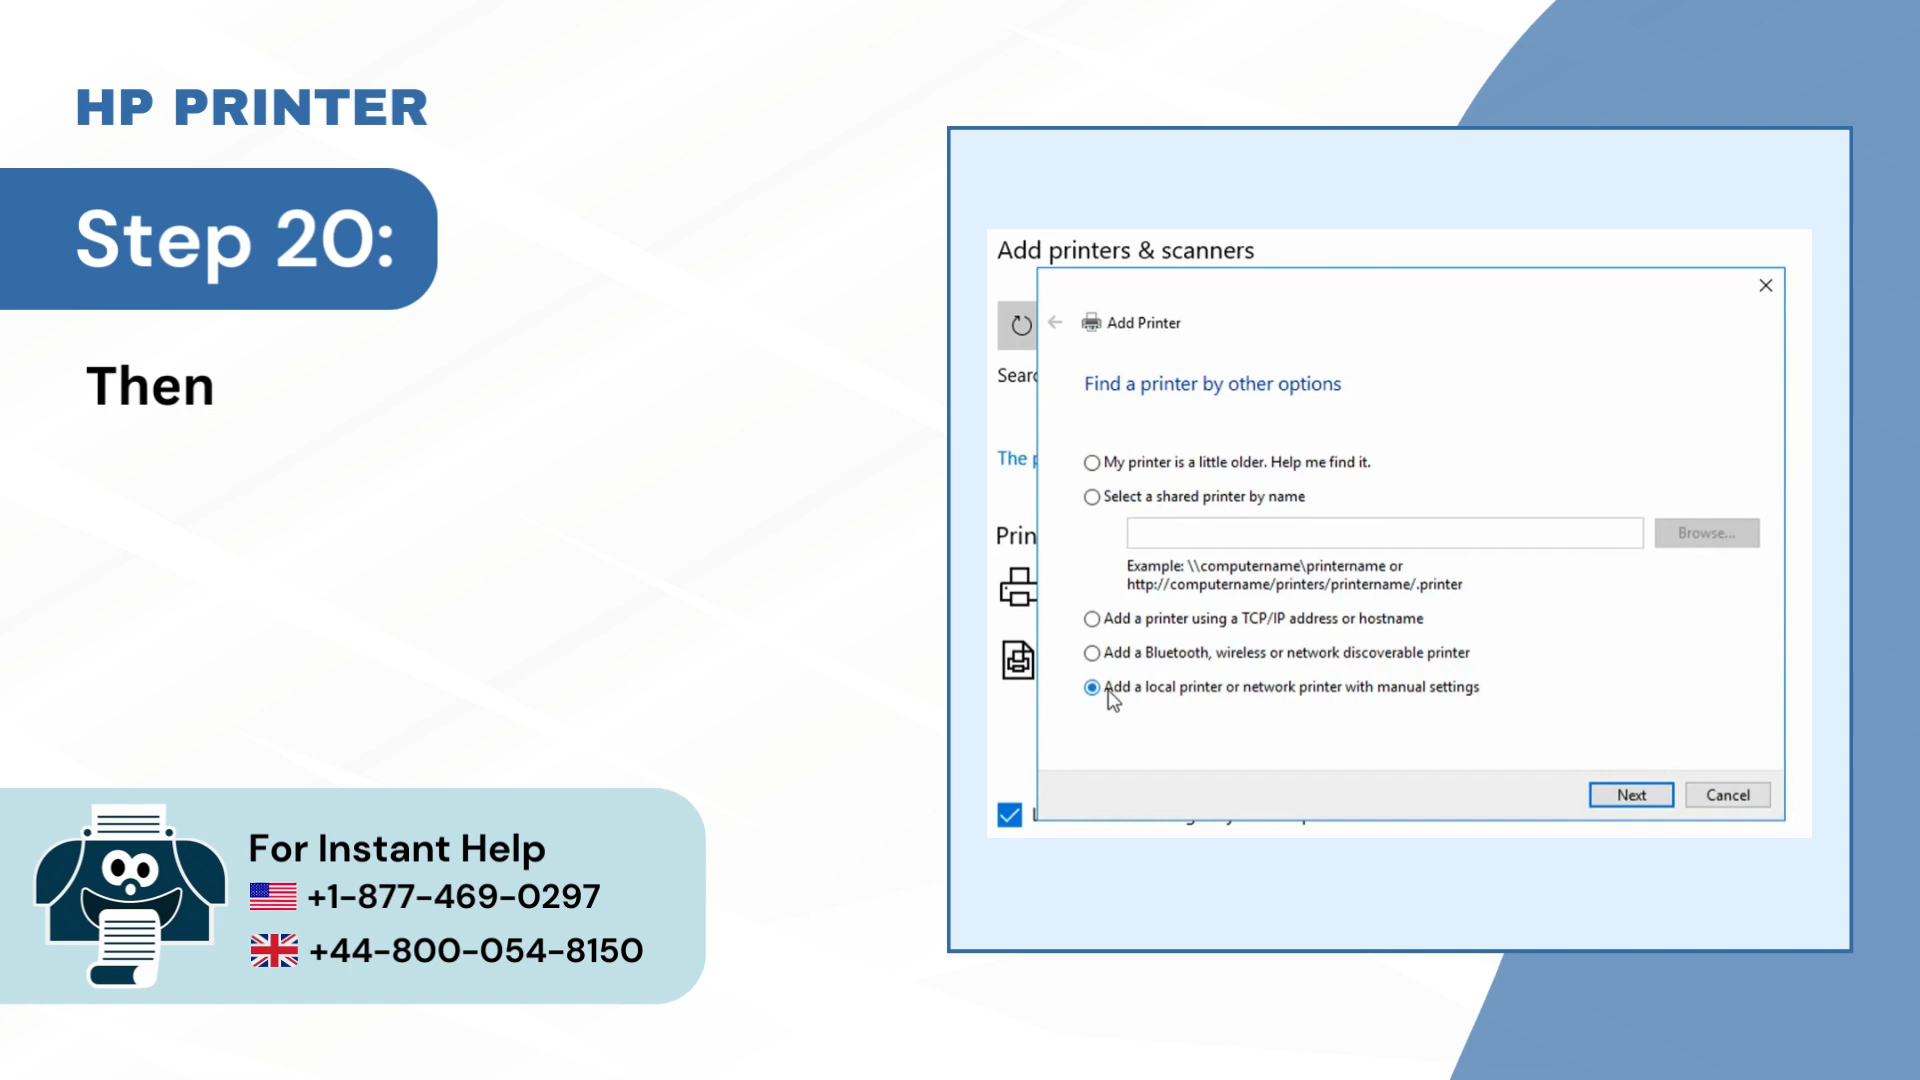 HP PRINTER
Step 20:
Then
For Instant Help
+1-877-469-0297
+44-800-054-8150
Add printers & scanners
Add Printer
Find a printer by other options
My printer is a little older. Help me find it.
Select a shared printer by name
Browse...
Example: \\computername\printername or
http://computername/printers/printername/.printer
Add a printer using a TCP/IP address or hostname
Add a Bluetooth, wireless or network discoverable printer
Add a local printer or network printer with manual settings
Next
Cancel
Sear
The
Prin